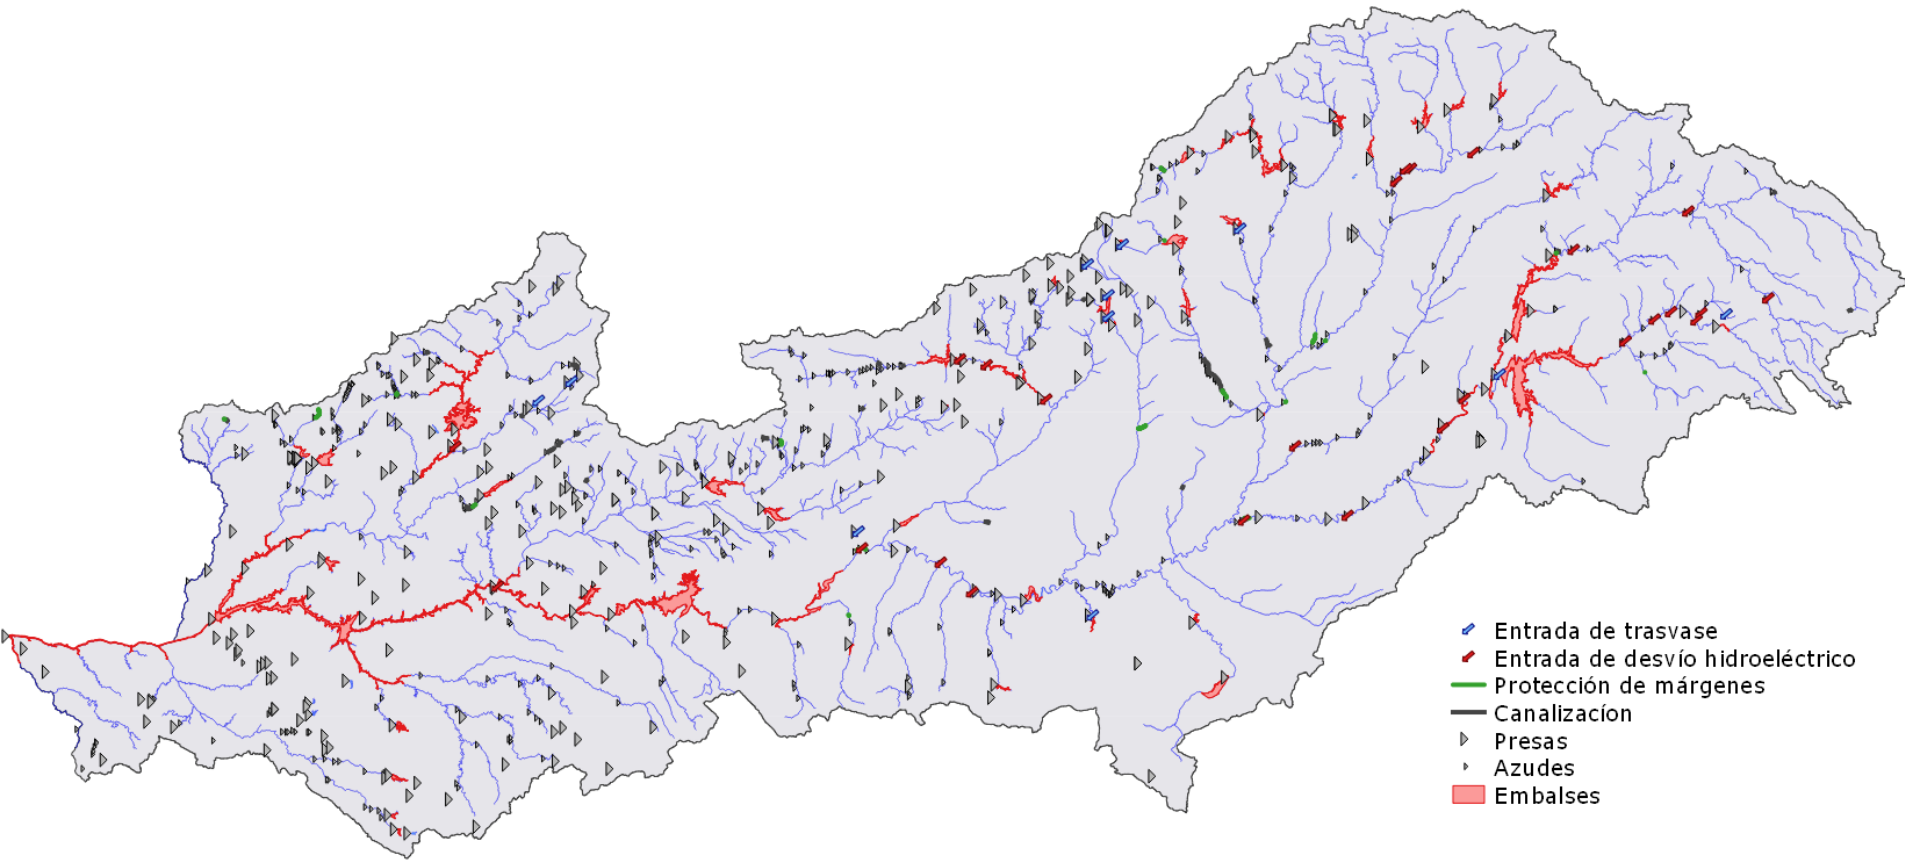 Entrada de trasvase
Entrada de desvío hidroeléctrico
Protección de márgenes
Canalizacíon
Presas
Azudes
Embalses